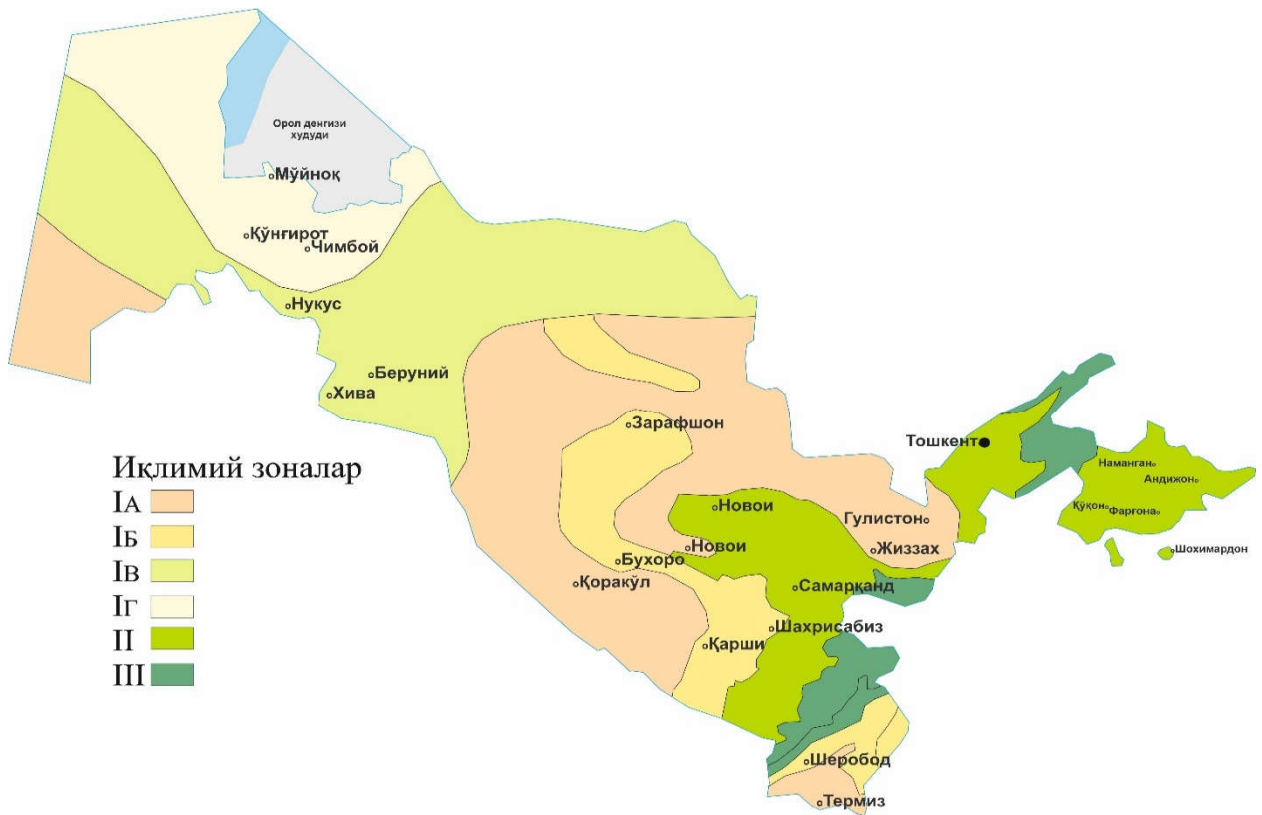 Орол денгизи
худуди
Мўйноқ
Қўнғирот
Чимбой
Нукус
Беруний
Хива
Зарафшон
Тошкент
Наманган
Андижон
Қўқон
Фарғона
Шохимардон
Новои
Гулистон
Новои
Жиззах
Бухоро
Қоракўл
Самарқанд
Шахрисабиз
Қарши
Шеробод
Термиз
Иқлимий зоналар
IА
IБ
IВ
IГ
II
III